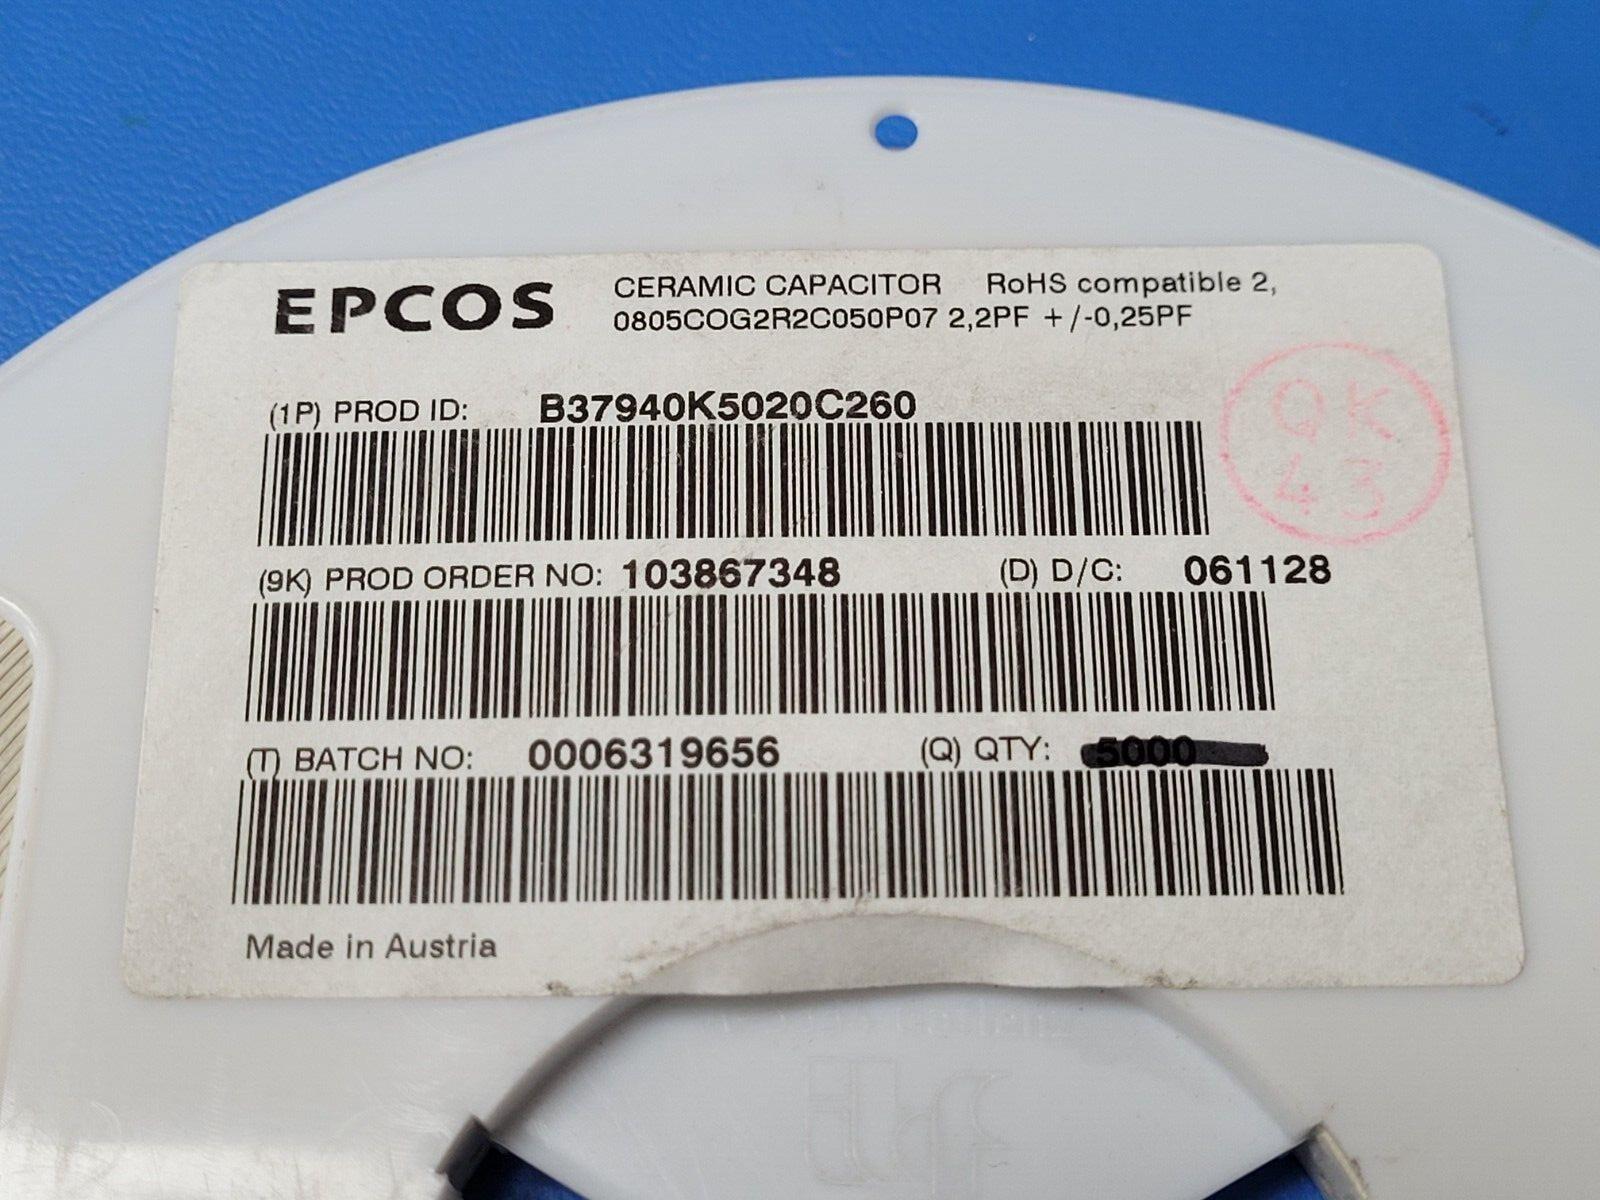 EPCOS
CERAMIC CAPACITOR RoHS compatible 2,
0805COG2R2C050P07 2,2PF +/-0,25PF
(1P) PROD ID: B37940K5020C260
QK
43
(9K) PROD ORDER NO: 103867348 (D) D/C: 061128
(T) BATCH NO: 0006319656 (Q) QTY: 5000
Made in Austria